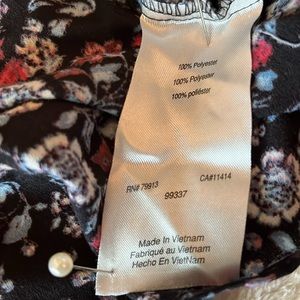 100% Polyester
100% Polyester
100% poliéster
RN# 79913 CA#11414
99337
Made In Vietnam
Fabriqué au Vietnam
Hecho En VietNam